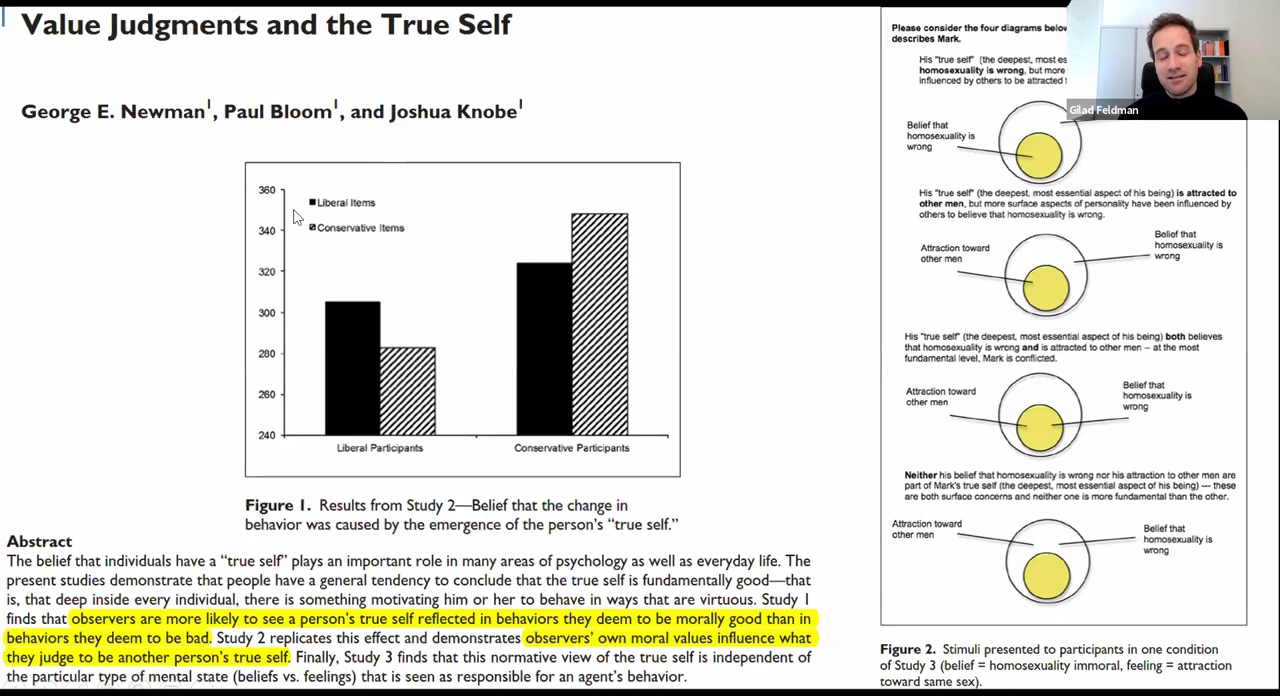 Value Judgments and the True Self
George E. Newman¹, Paul Bloom¹, and Joshua Knobe¹
360
340
320
300
280
260
240
Liberal Items
Conservative Items
Liberal Participants
Conservative Participants
Figure 1. Results from Study 2—Belief that the change in
behavior was caused by the emergence of the person's “true self.”
Abstract
The belief that individuals have a “true self” plays an important role in many areas of psychology as well as everyday life. The
present studies demonstrate that people have a general tendency to conclude that the true self is fundamentally good—that
is, that deep inside every individual, there is something motivating him or her to behave in ways that are virtuous. Study 1
finds that observers are more likely to see a person's true self reflected in behaviors they deem to be morally good than in
behaviors they deem to be bad. Study 2 replicates this effect and demonstrates observers' own moral values influence what
they judge to be another person's true self. Finally, Study 3 finds that this normative view of the true self is independent of
the particular type of mental state (beliefs vs. feelings) that is seen as responsible for an agent's behavior.
Please consider the four diagrams below
describes Mark.
His "true self" (the deepest, most es
homosexuality is wrong, but more
influenced by others to be attracted
Gilad Feldman
Belief that
homosexuality is
wrong
His "true self" (the deepest, most essential aspect of his being) is attracted to
other men, but more surface aspects of personality have been influenced by
others to believe that homosexuality is wrong.
Attraction toward
other men
Belief that
homosexuality is
wrong
His "true self" (the deepest, most essential aspect of his being) both believes
that homosexuality is wrong and is attracted to other men – at the most
fundamental level, Mark is conflicted.
Attraction toward
other men
Belief that
homosexuality is
wrong
Neither his belief that homosexuality is wrong nor his attraction to other men are
part of Mark's true self (the deepest, most essential aspect of his being) --- these
are both surface concerns and neither one is more fundamental than the other.
Attraction toward
other men
Belief that
homosexuality is
wrong
Figure 2. Stimuli presented to participants in one condition
of Study 3 (belief = homosexuality immoral, feeling = attraction
toward same sex).